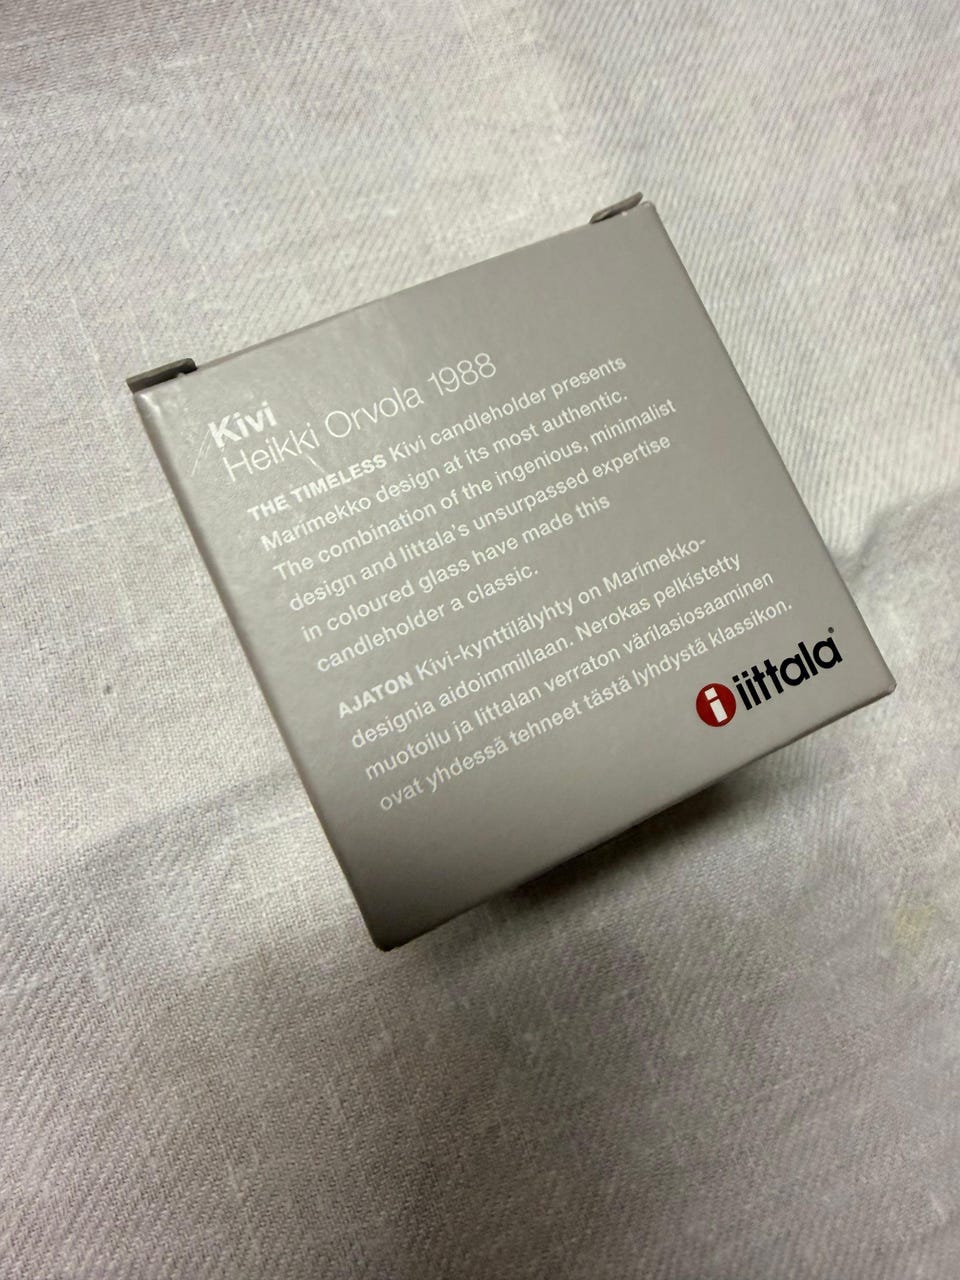 Kivi
Heikki Orvola 1988
THE TIMELESS Kivi candleholder presents
Marimekko design at its most authentic.
The combination of the ingenious, minimalist
design and Iittala's unsurpassed expertise
in coloured glass have made this
candleholder a classic.
AJATON Kivi-kynttilälyhty on Marimekko-
designia aidoimmillaan. Nerokas pelkistetty
muotoilu ja Iittalan verraton värilasiosaaminen
ovat yhdessä tehneet tästä lyhdystä klassikon.
i iittala®